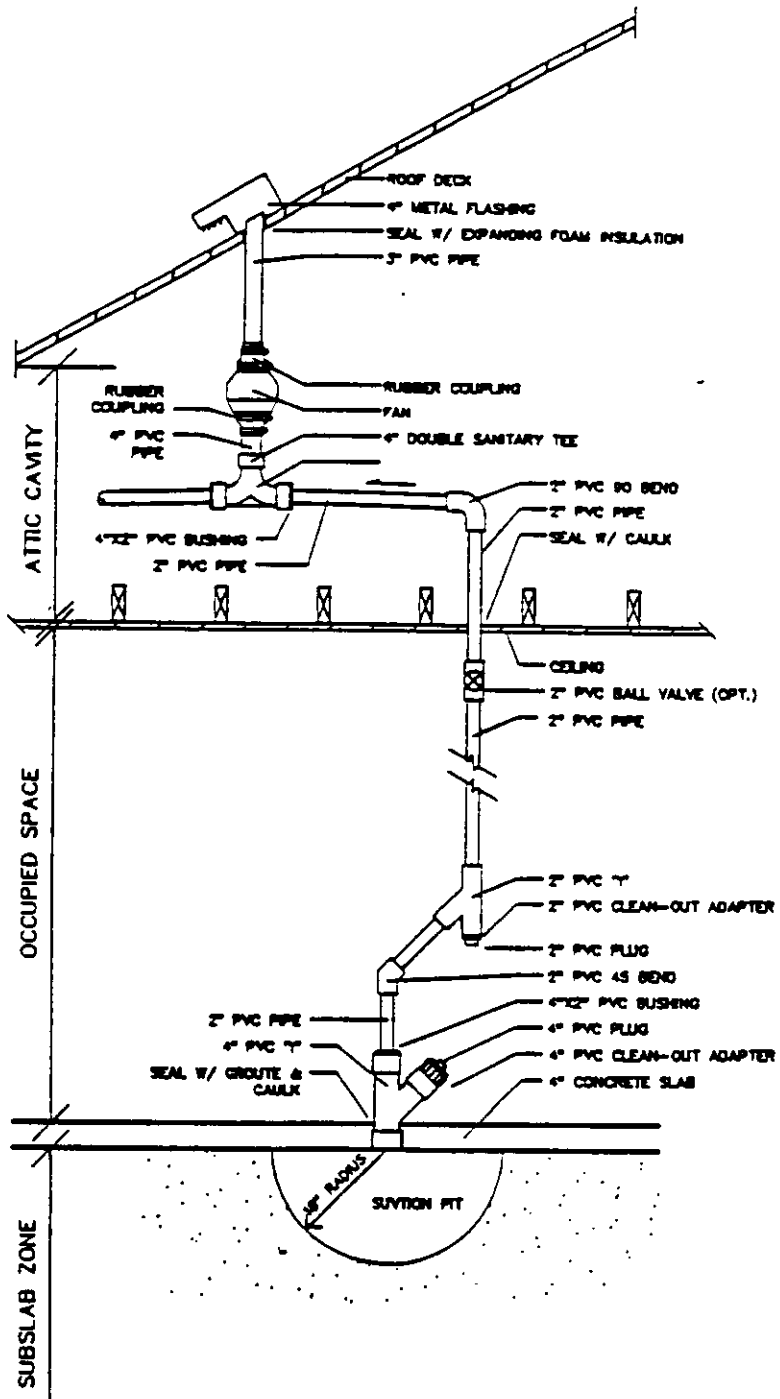 ROOF DECK
4" METAL FLASHING
SEAL W/ EXPANDING FOAM INSULATION
3" PVC PIPE
RUBBER COUPLING
RUBBER
COUPLING
FAN
4" PVC
PIPE
4" DOUBLE SANITARY TEE
ATTIC CAVITY
2" PVC 90 BEND
2" PVC PIPE
SEAL W/ CAULK
4"X2" PVC BUSHING
2" PVC PIPE
CEILING
2" PVC BALL VALVE (OPT.)
2" PVC PIPE
OCCUPIED SPACE
2" PVC "Y"
2" PVC CLEAN-OUT ADAPTER
2" PVC PLUG
2" PVC 45 BEND
4"X2" PVC BUSHING
2" PVC PIPE
4" PVC PLUG
4" PVC "Y"
4" PVC CLEAN-OUT ADAPTER
SEAL W/ GROUTE &
CAULK
4" CONCRETE SLAB
18" RADIUS
SUVTION PIT
SUBSLAB ZONE